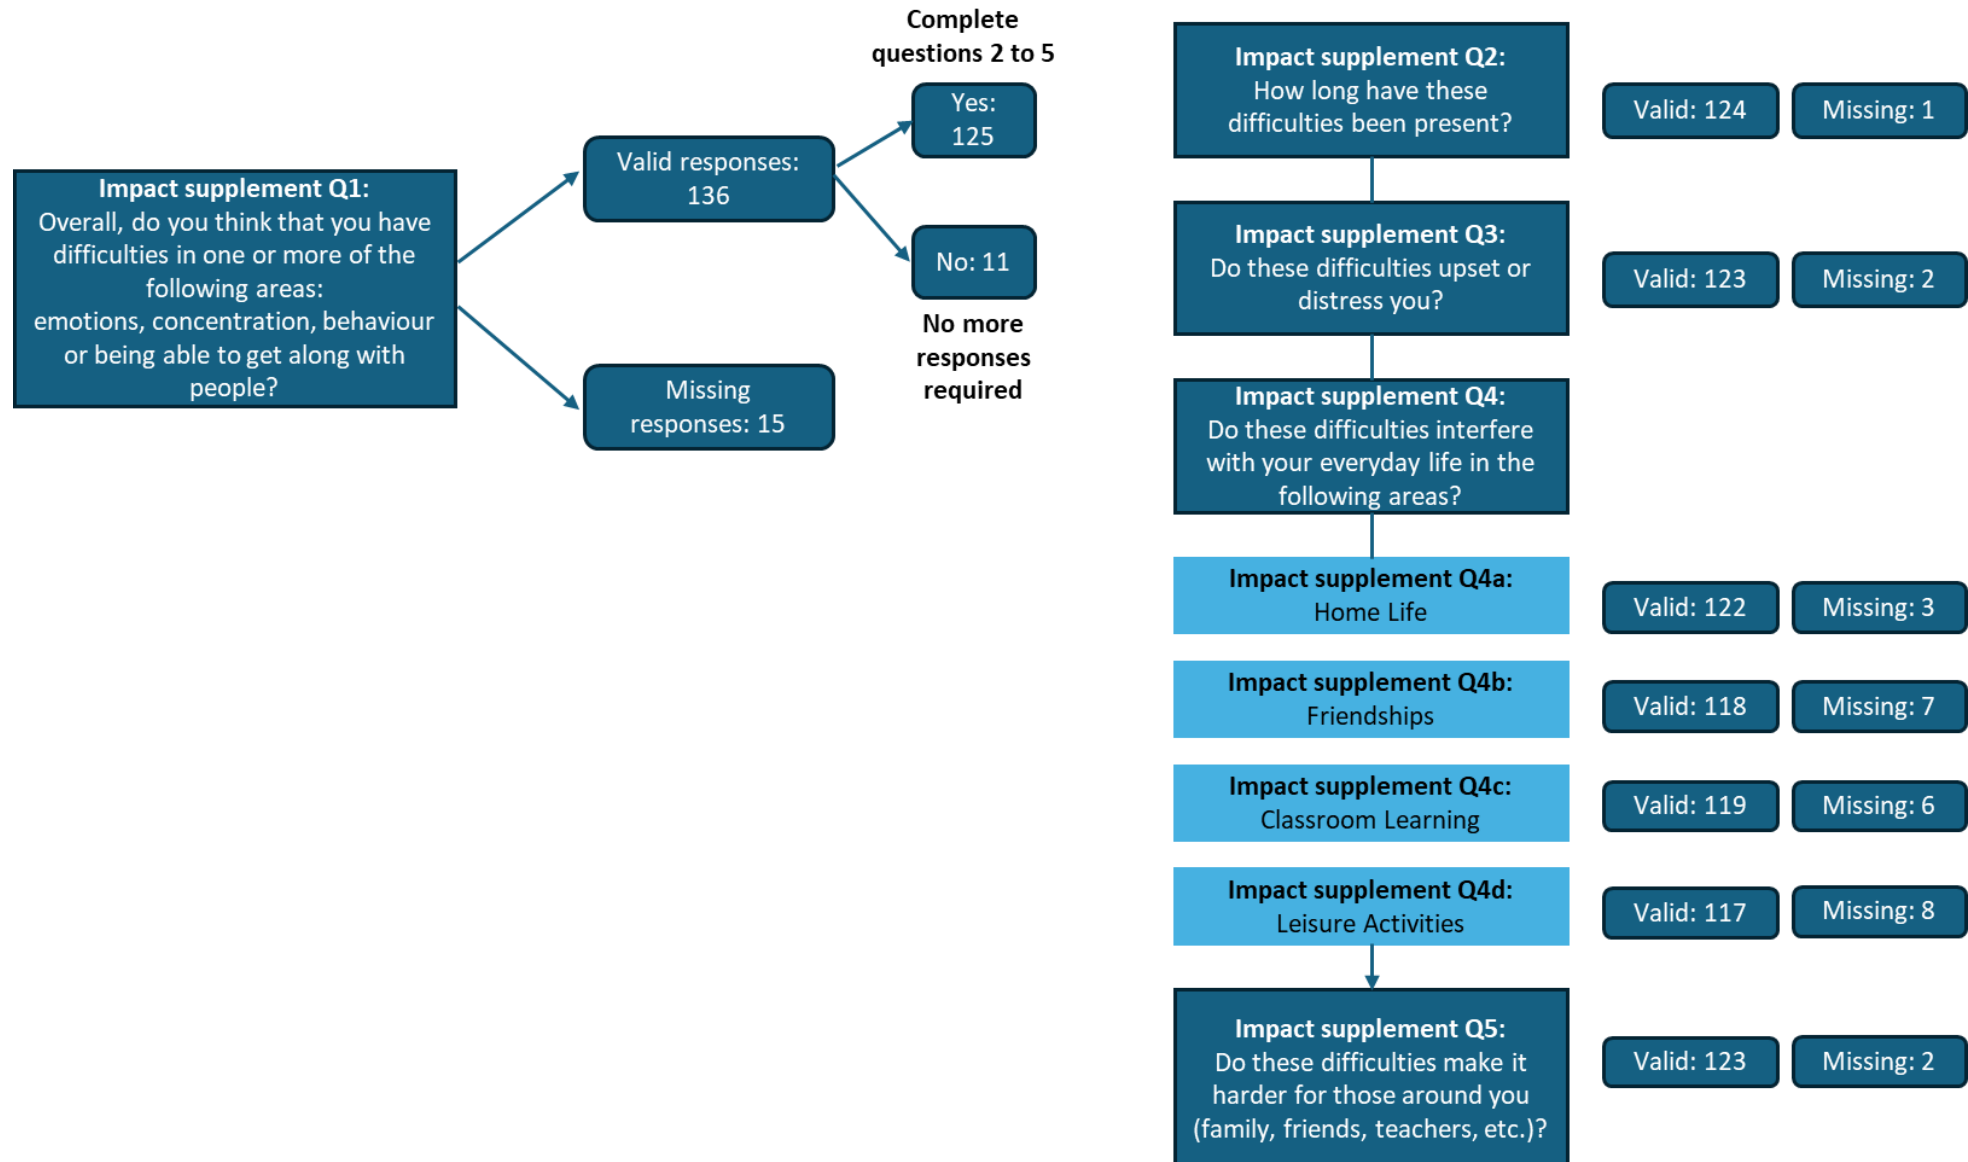 Complete
questions 2 to 5
Yes:
125
Valid responses:
136
Impact supplement Q1:
Overall, do you think that you have
difficulties in one or more of the
following areas:
emotions, concentration, behaviour
or being able to get along with
people?
No: 11
No more
responses
required
Missing
responses: 15
Impact supplement Q2:
How long have these
difficulties been present?
Valid: 124
Missing: 1
Impact supplement Q3:
Do these difficulties upset or
distress you?
Valid: 123
Missing: 2
Impact supplement Q4:
Do these difficulties interfere
with your everyday life in the
following areas?
Impact supplement Q4a:
Home Life
Valid: 122
Missing: 3
Impact supplement Q4b:
Friendships
Valid: 118
Missing: 7
Impact supplement Q4c:
Classroom Learning
Valid: 119
Missing: 6
Impact supplement Q4d:
Leisure Activities
Valid: 117
Missing: 8
Impact supplement Q5:
Do these difficulties make it
harder for those around you
(family, friends, teachers, etc.)?
Valid: 123
Missing: 2